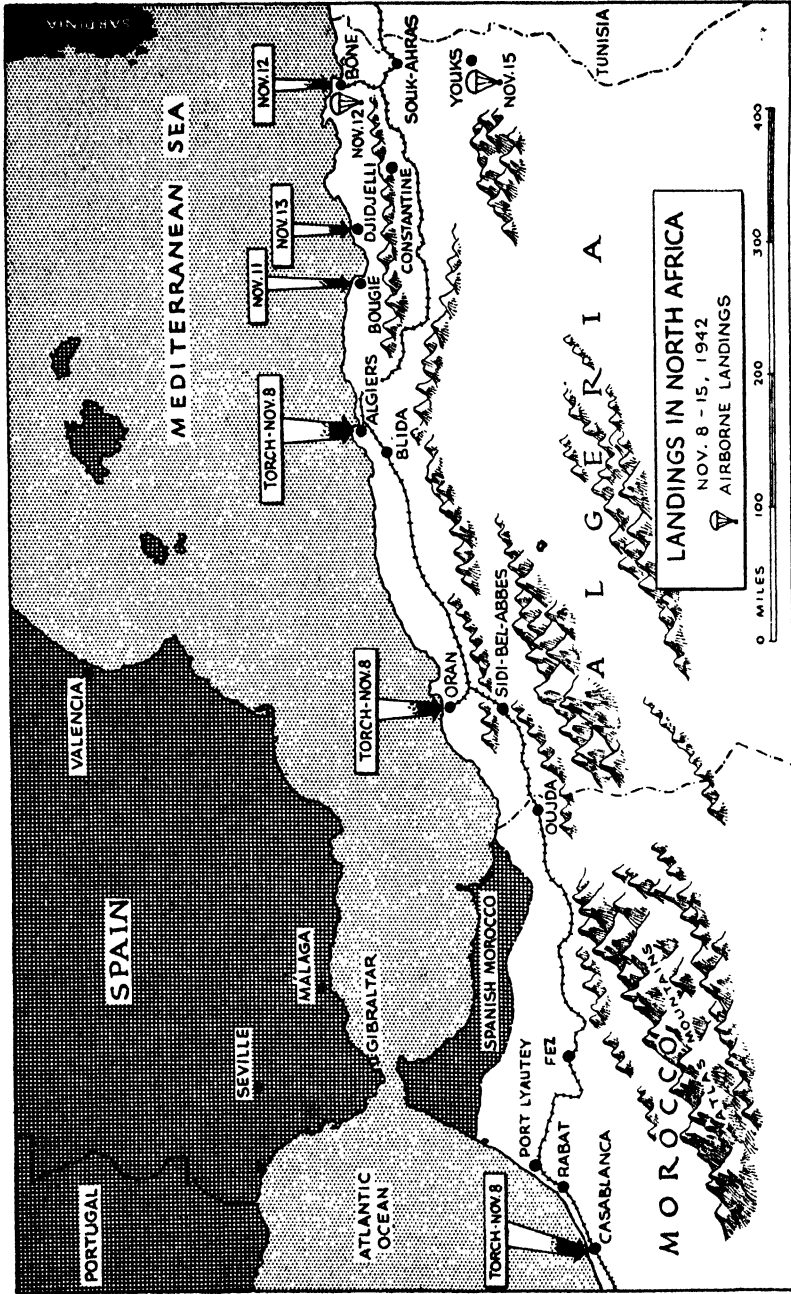 SARDINIA
MEDITERRANEAN SEA
NOV. 12
BÔNE
NOV. 12
SOUK-AHRAS
YOUKS
NOV. 15
TUNISIA
NOV. 13
DJIDJELLI
CONSTANTINE
NOV. 11
BOUGIE
TORCH-NOV. 8
ALGIERS
BLIDA
ALGERIA
VALENCIA
TORCH-NOV. 8
ORAN
SIDI-BEL-ABBES
OUJDA
SPAIN
MALAGA
SEVILLE
GIBRALTAR
SPANISH MOROCCO
PORTUGAL
ATLANTIC
OCEAN
PORT LYAUTEY
FEZ
RABAT
TORCH-NOV. 8
CASABLANCA
MOROCCO
ATLAS MOUNTAINS
LANDINGS IN NORTH AFRICA
NOV. 8 - 15, 1942
AIRBORNE LANDINGS
0 MILES 100 200 300 400